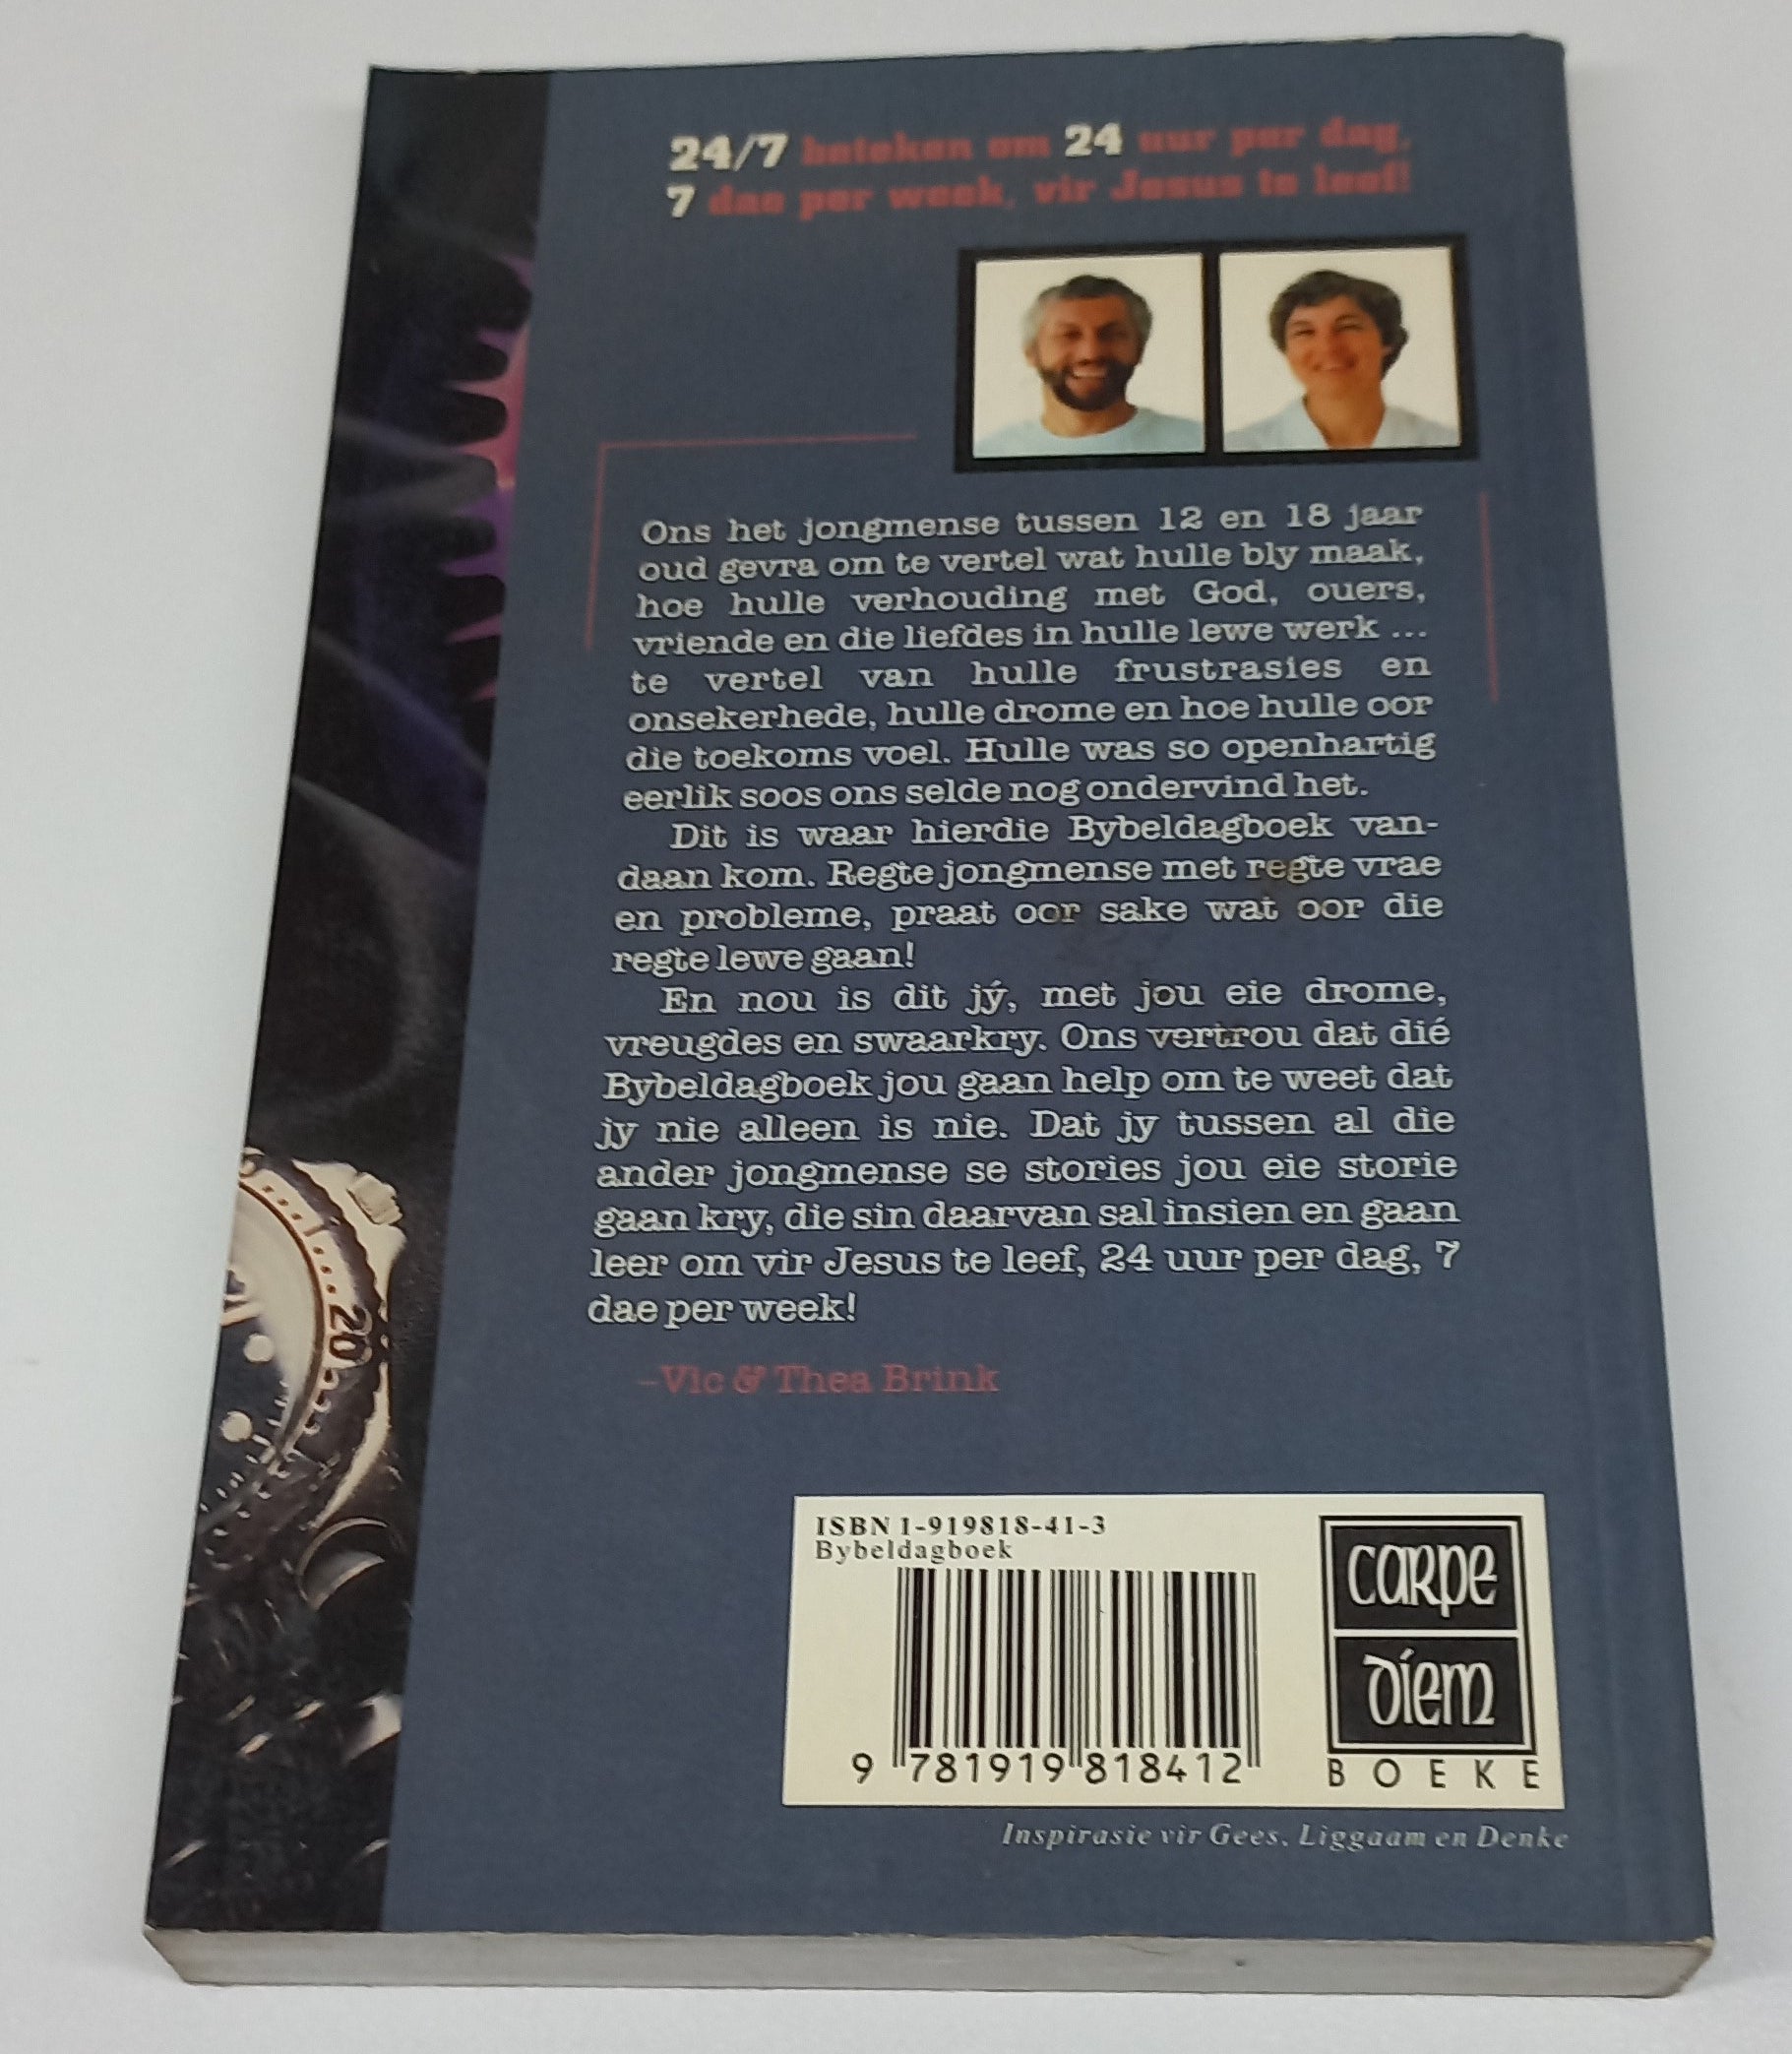 24/7 beteken om 24 uur per dag,
7 dae per week, vir Jesus te leef!
Ons het jongmense tussen 12 en 18 jaar
oud gevra om te vertel wat hulle bly maak,
hoe hulle verhouding met God, ouers,
vriende en die liefdes in hulle lewe werk ...
te vertel van hulle frustrasies en
onsekerhede, hulle drome en hoe hulle oor
die toekoms voel. Hulle was so openhartig
eerlik soos ons selde nog ondervind het.
Dit is waar hierdie Bybeldagboek van-
daan kom. Regte jongmense met regte vrae
en probleme, praat oor sake wat oor die
regte lewe gaan!
En nou is dit jý, met jou eie drome,
vreugdes en swaarkry. Ons vertrou dat dié
Bybeldagboek jou gaan help om te weet dat
jy nie alleen is nie. Dat jy tussen al die
ander jongmense se stories jou eie storie
gaan kry, die sin daarvan sal insien en gaan
leer om vir Jesus te leef, 24 uur per dag, 7
dae per week!
–Vic & Thea Brink
20
ISBN 1-919818-41-3
Bybeldagboek
9 781919 818412
carpe
diem
BOEKE
Inspirasie vir Gees, Liggaam en Denke